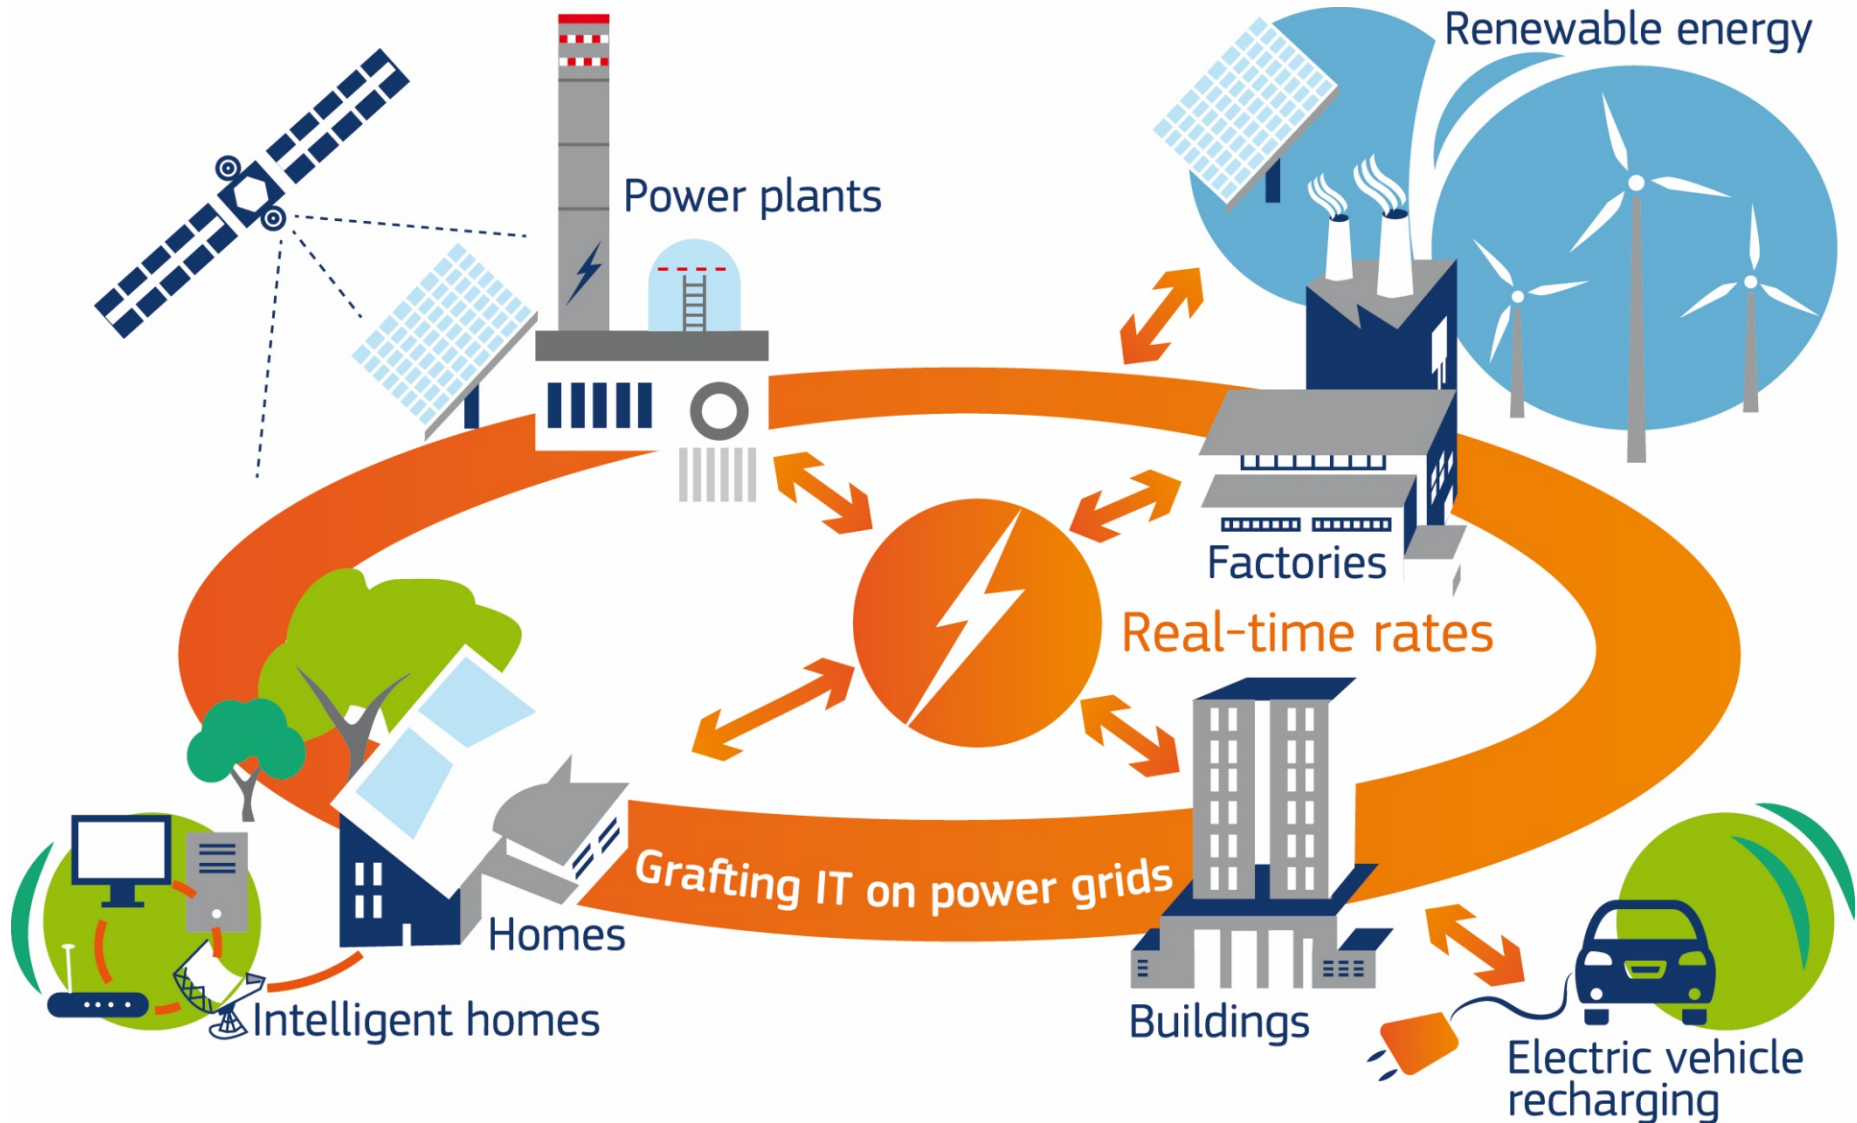 Renewable energy
Power plants
Factories
Real-time rates
Grafting IT on power grids
Homes
Intelligent homes
Buildings
Electric vehicle
recharging